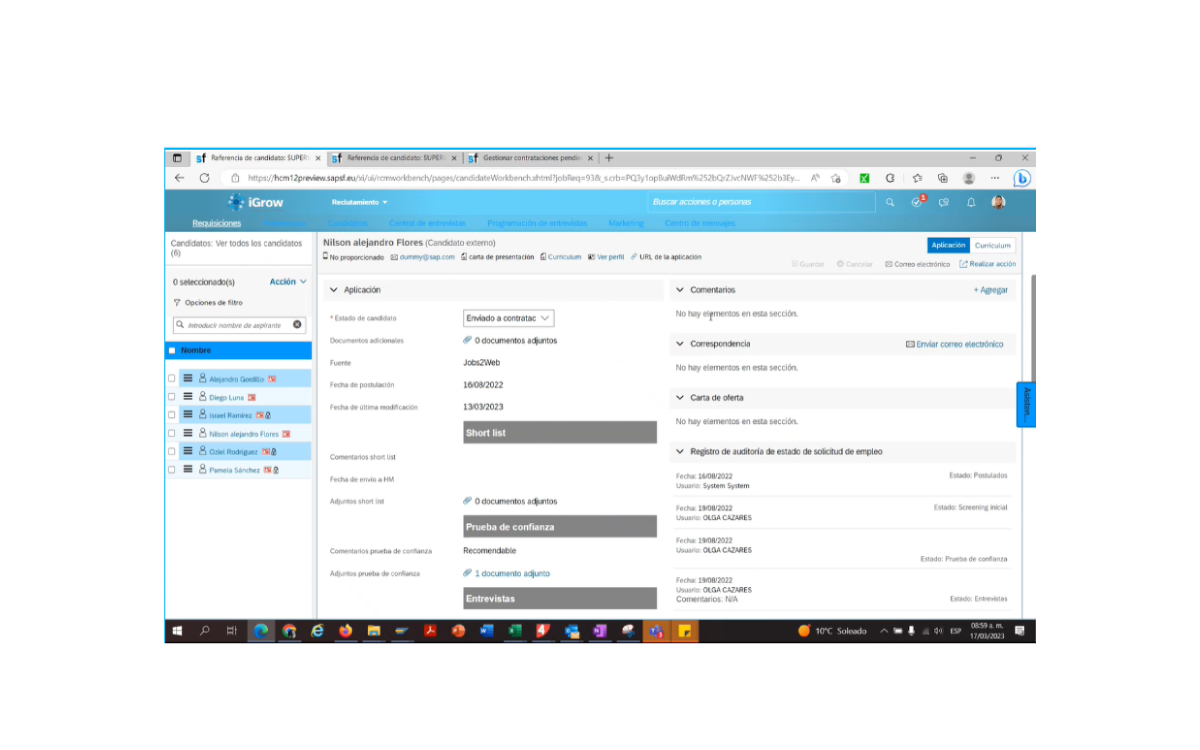 Referencia de candidato: SUPER
Referencia de candidato: SUPER
Gestionar contrataciones pendie
https://hcm12preview.sapsf.eu/xi/ui/rcmworkbench/pages/candidateWorkbench.xhtml?jobReq=93&_s.crb=
iGrow
Reclutamiento
Buscar acciones o personas
Requisiciones
Candidatos
Central de entrevistas
Programación de entrevistas
Marketing
Centro de mensajes
Candidatos: Ver todos los candidatos
(6)
0 seleccionado(s)
Acción
Opciones de filtro
Introducir nombre de aspirante
Nombre
Alejandro Gordillo
Diego Luna
Israel Ramirez
Nilson alejandro Flores
Oziel Rodriguez
Pamela Sánchez
Nilson alejandro Flores (Candidato externo)
No proporcionado
dummy@sap.com
carta de presentación
Curriculum
Ver perfil
URL de la aplicación
Aplicación
Curriculum
Guardar
Cancelar
Correo electrónico
Realizar acción
Aplicación
* Estado de candidato
Enviado a contratac
Documentos adicionales
0 documentos adjuntos
Fuente
Jobs2Web
Fecha de postulación
16/08/2022
Fecha de última modificación
13/03/2023
Short list
Comentarios short list
Fecha de envío a HM
Adjuntos short list
0 documentos adjuntos
Prueba de confianza
Comentarios prueba de confianza
Recomendable
Adjuntos prueba de confianza
1 documento adjunto
Entrevistas
Comentarios
+ Agregar
No hay elementos en esta sección.
Correspondencia
Enviar correo electrónico
No hay elementos en esta sección.
Carta de oferta
No hay elementos en esta sección.
Registro de auditoría de estado de solicitud de empleo
Fecha: 16/08/2022
Estado: Postulados
Usuario: System System
Fecha: 19/08/2022
Estado: Screening inicial
Usuario: OLGA CAZARES
Fecha: 19/08/2022
Usuario: OLGA CAZARES
Estado: Prueba de confianza
Fecha: 19/08/2022
Usuario: OLGA CAZARES
Comentarios: N/A
Estado: Entrevistas
Asisten...
10°C Soleado
ESP
08:59 a. m.
17/03/2023